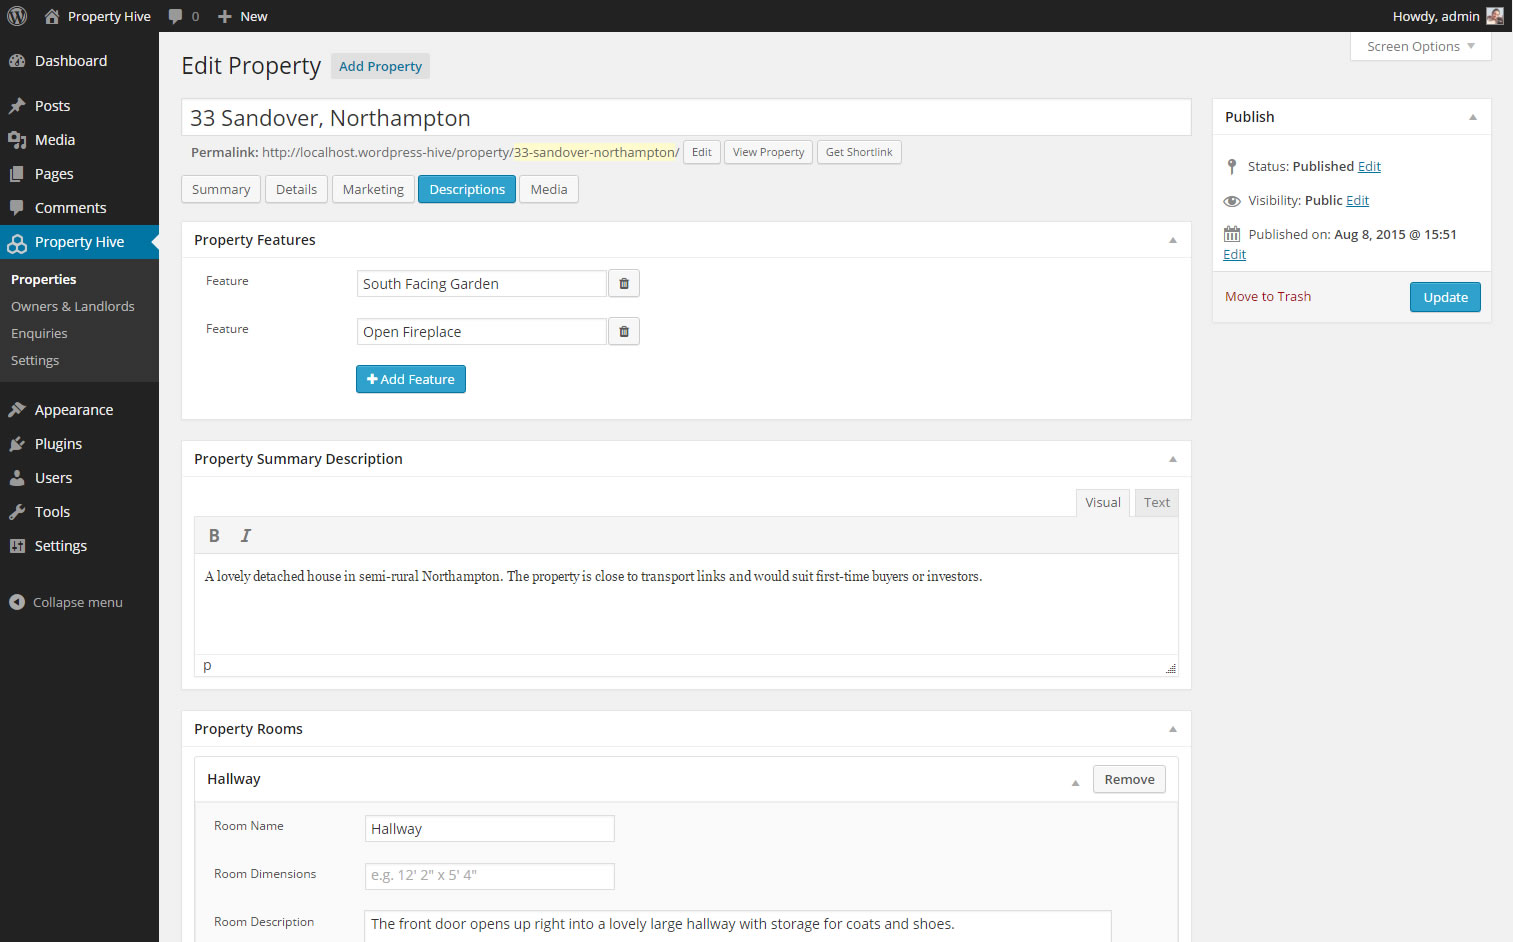 Property Hive
0
New
Howdy, admin
Dashboard
Posts
Media
Pages
Comments
Property Hive
Properties
Owners & Landlords
Enquiries
Settings
Appearance
Plugins
Users
Tools
Settings
Collapse menu
Screen Options
Edit Property Add Property
33 Sandover, Northampton
Permalink: http://localhost.wordpress-hive/property/33-sandover-northampton/ Edit View Property Get Shortlink
Summary Details Marketing Descriptions Media
Property Features
Feature South Facing Garden
Feature Open Fireplace
Add Feature
Property Summary Description
Visual Text
B I
A lovely detached house in semi-rural Northampton. The property is close to transport links and would suit first-time buyers or investors.
p
Property Rooms
Hallway Remove
Room Name Hallway
Room Dimensions e.g. 12' 2" x 5' 4"
Room Description The front door opens up right into a lovely large hallway with storage for coats and shoes.
Publish
Status: Published Edit
Visibility: Public Edit
Published on: Aug 8, 2015 @ 15:51
Edit
Move to Trash Update